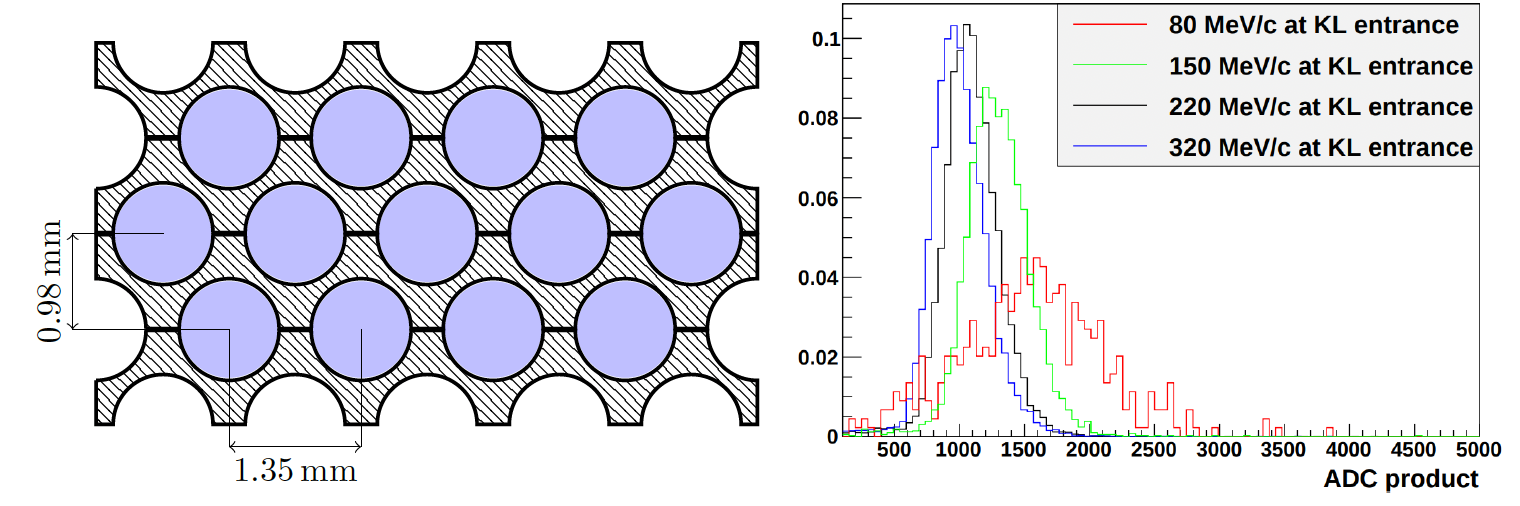 0.98 mm
1.35 mm
0.1
0.08
0.06
0.04
0.02
0
80 MeV/c at KL entrance
150 MeV/c at KL entrance
220 MeV/c at KL entrance
320 MeV/c at KL entrance
500 1000 1500 2000 2500 3000 3500 4000 4500 5000
ADC product